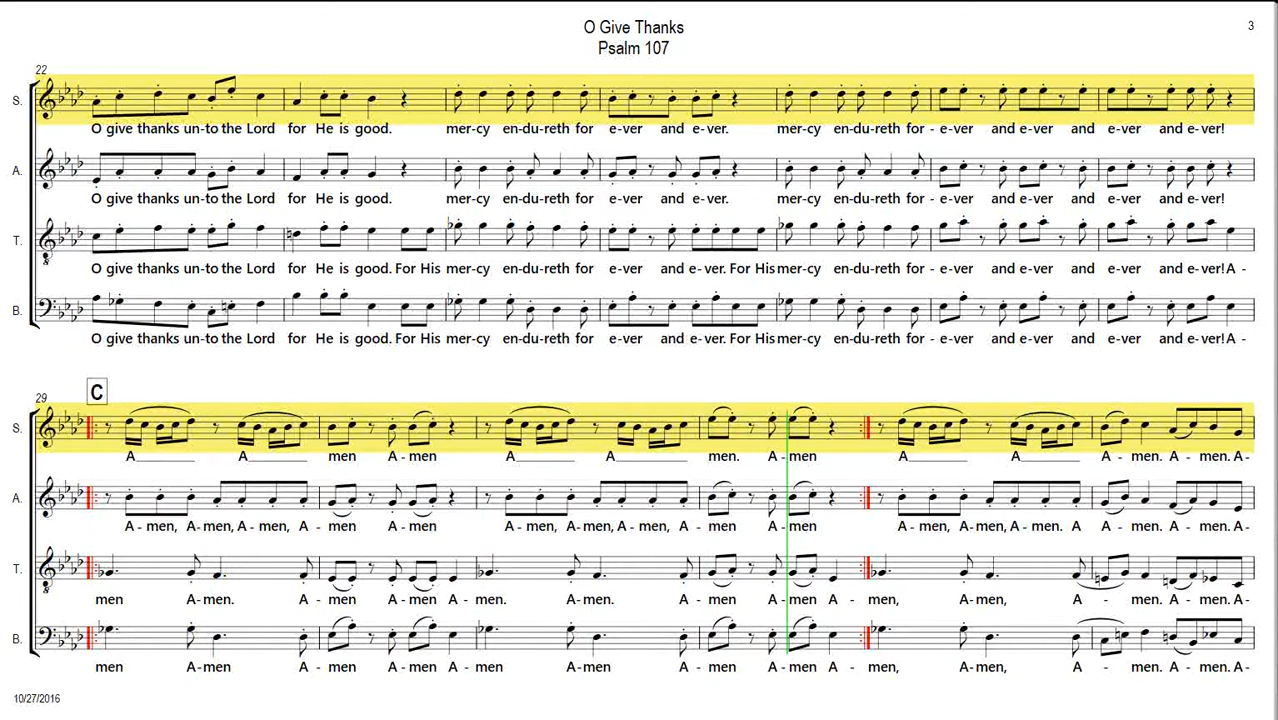 O Give Thanks
Psalm 107
3
22
S.
O give thanks un-to the Lord for He is good. mer-cy en-du-reth for e-ver and e-ver. mer-cy en-du-reth for - e-ver and e-ver and e-ver and e-ver!
A.
O give thanks un-to the Lord for He is good. mer-cy en-du-reth for e-ver and e-ver. mer-cy en-du-reth for - e-ver and e-ver and e-ver and e-ver!
T.
O give thanks un-to the Lord for He is good. For His mer-cy en-du-reth for e-ver and e-ver. For His mer-cy en-du-reth for - e-ver and e-ver and e-ver and e-ver! A -
B.
O give thanks un-to the Lord for He is good. For His mer-cy en-du-reth for e-ver and e-ver. For His mer-cy en-du-reth for - e-ver and e-ver and e-ver and e-ver! A -
C
29
S.
A____ A____ men A-men A____ A____ men. A-men A____ A____ A - men. A-men. A-
A.
A-men, A-men, A-men, A-men A-men A-men, A-men, A-men, A-men A-men A-men, A-men, A-men. A A-men. A-men. A-
T.
men A-men. A - men A-men A - men. A-men. A - men A-men A - men, A-men, A - men. A-men. A-
B.
men A-men A - men A-men A - men A-men A - men A-men A - men, A-men, A - men. A-men. A-
10/27/2016